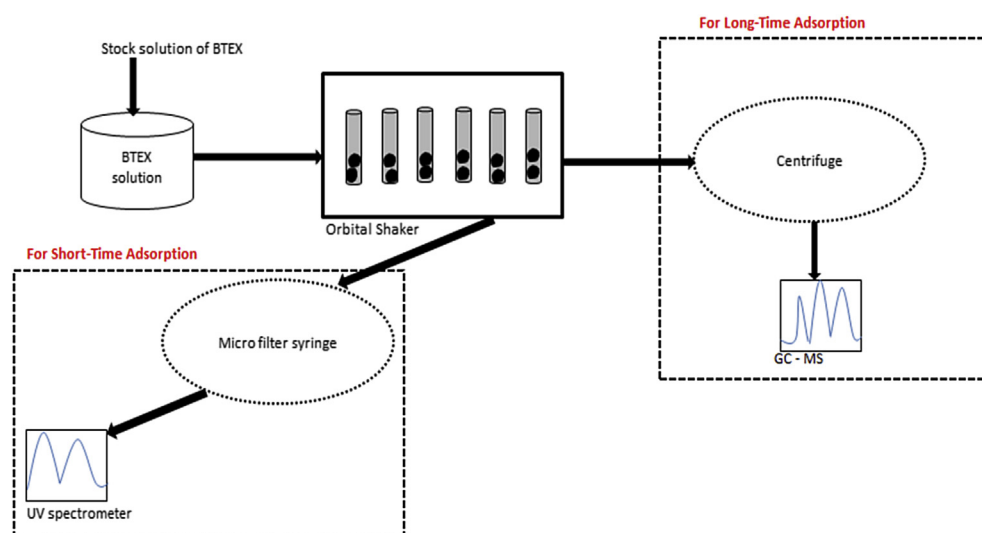 For Long-Time Adsorption
Stock solution of BTEX
BTEX
solution
Centrifuge
Orbital Shaker
For Short-Time Adsorption
Micro filter syringe
GC - MS
UV spectrometer